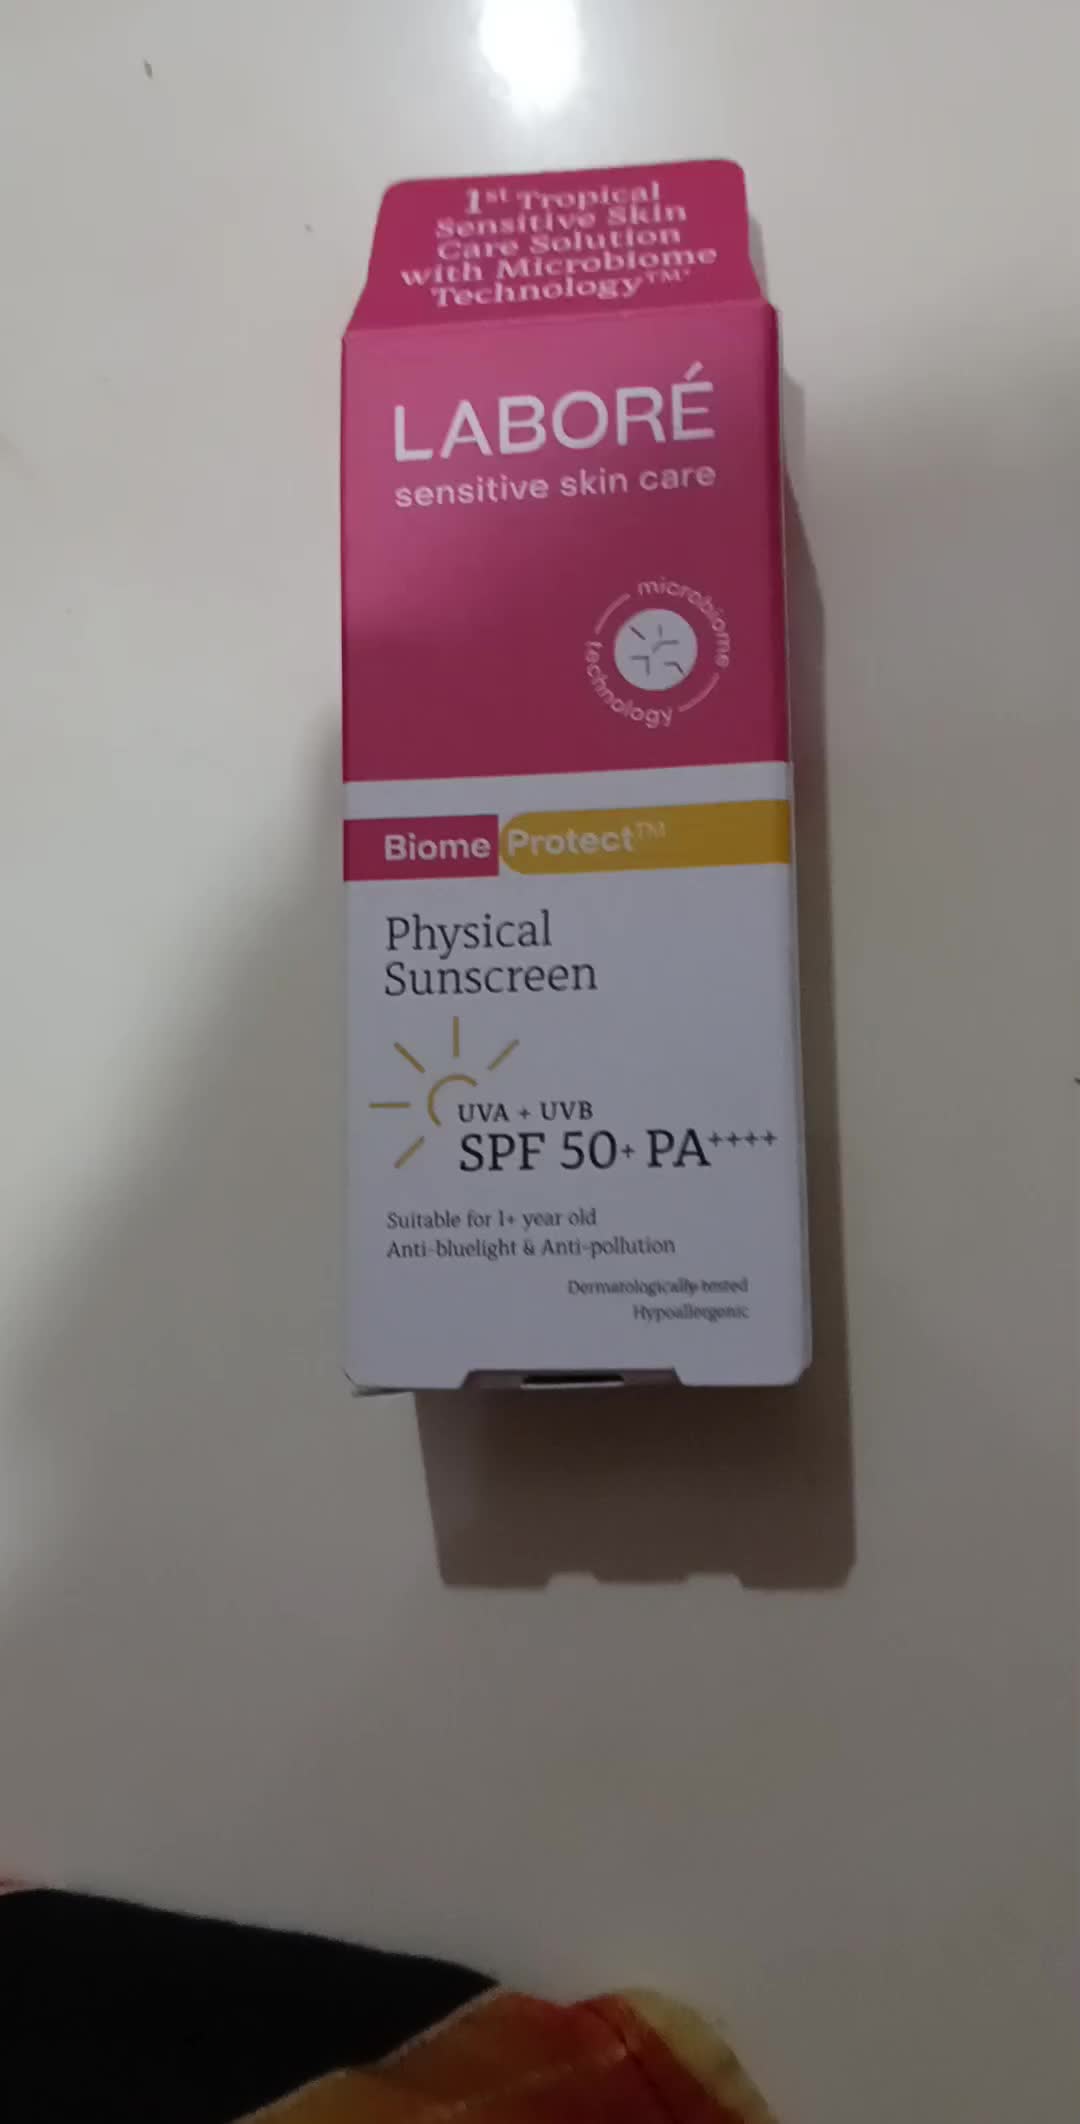 1st Tropical
Sensitive Skin
Care Solution
with Microbiome
Technology™*
LABORÉ
sensitive skin care
microbiome
technology
Biome Protect™
Physical
Sunscreen
UVA + UVB
SPF 50+ PA++++
Suitable for 1+ year old
Anti-bluelight & Anti-pollution
Dermatologically tested
Hypoallergenic